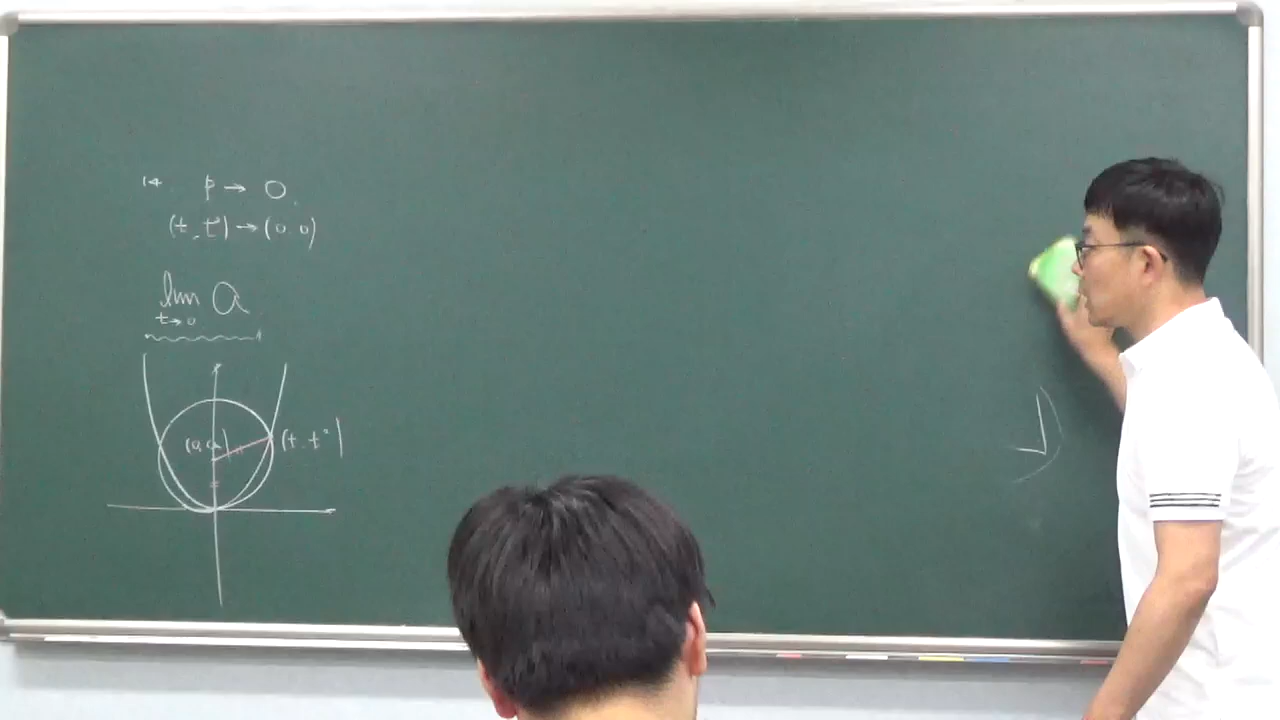 14. P → O.
(t, t²) → (0, 0)
lim a
t→0
(0, a)
(t, t²)